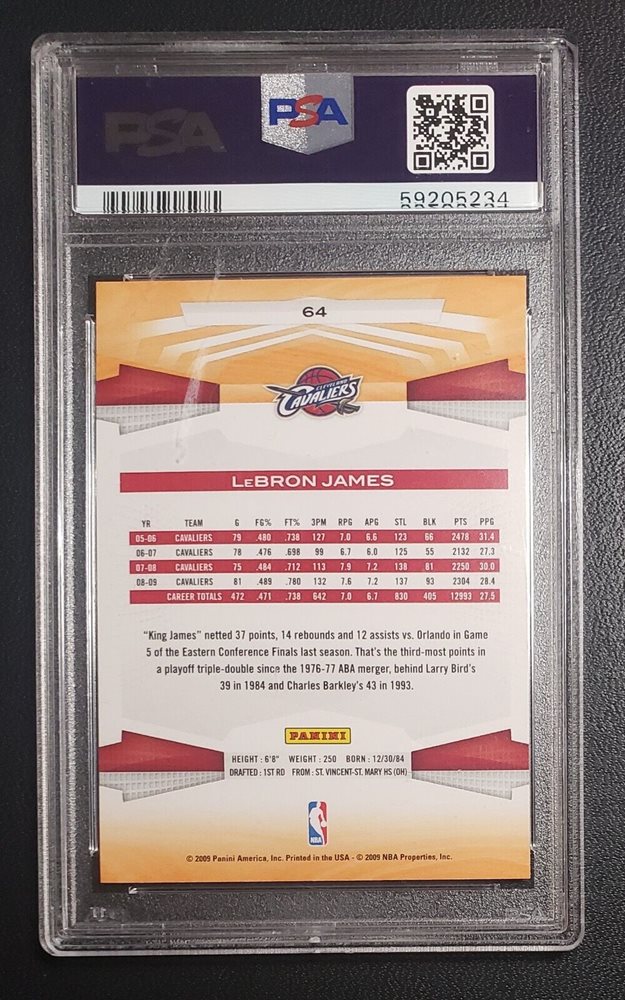 PSA
PSA
59205234
64
CLEVELAND
CAVALIERS
LeBRON JAMES
YR TEAM G FG% FT% 3PM RPG APG STL BLK PTS PPG
05-06 CAVALIERS 79 .480 .738 127 7.0 6.6 123 66 2478 31.4
06-07 CAVALIERS 78 .476 .698 99 6.7 6.0 125 55 2132 27.3
07-08 CAVALIERS 75 .484 .712 113 7.9 7.2 138 81 2250 30.0
08-09 CAVALIERS 81 .489 .780 132 7.6 7.2 137 93 2304 28.4
CAREER TOTALS 472 .471 .738 642 7.0 6.7 830 405 12993 27.5
"King James" netted 37 points, 14 rebounds and 12 assists vs. Orlando in Game
5 of the Eastern Conference Finals last season. That's the third-most points in
a playoff triple-double since the 1976-77 ABA merger, behind Larry Bird's
39 in 1984 and Charles Barkley's 43 in 1993.
PANINI
HEIGHT : 6'8" WEIGHT : 250 BORN : 12/30/84
DRAFTED : 1ST RD FROM : ST. VINCENT-ST. MARY HS (OH)
NBA
© 2009 Panini America, Inc. Printed in the USA - © 2009 NBA Properties, Inc.